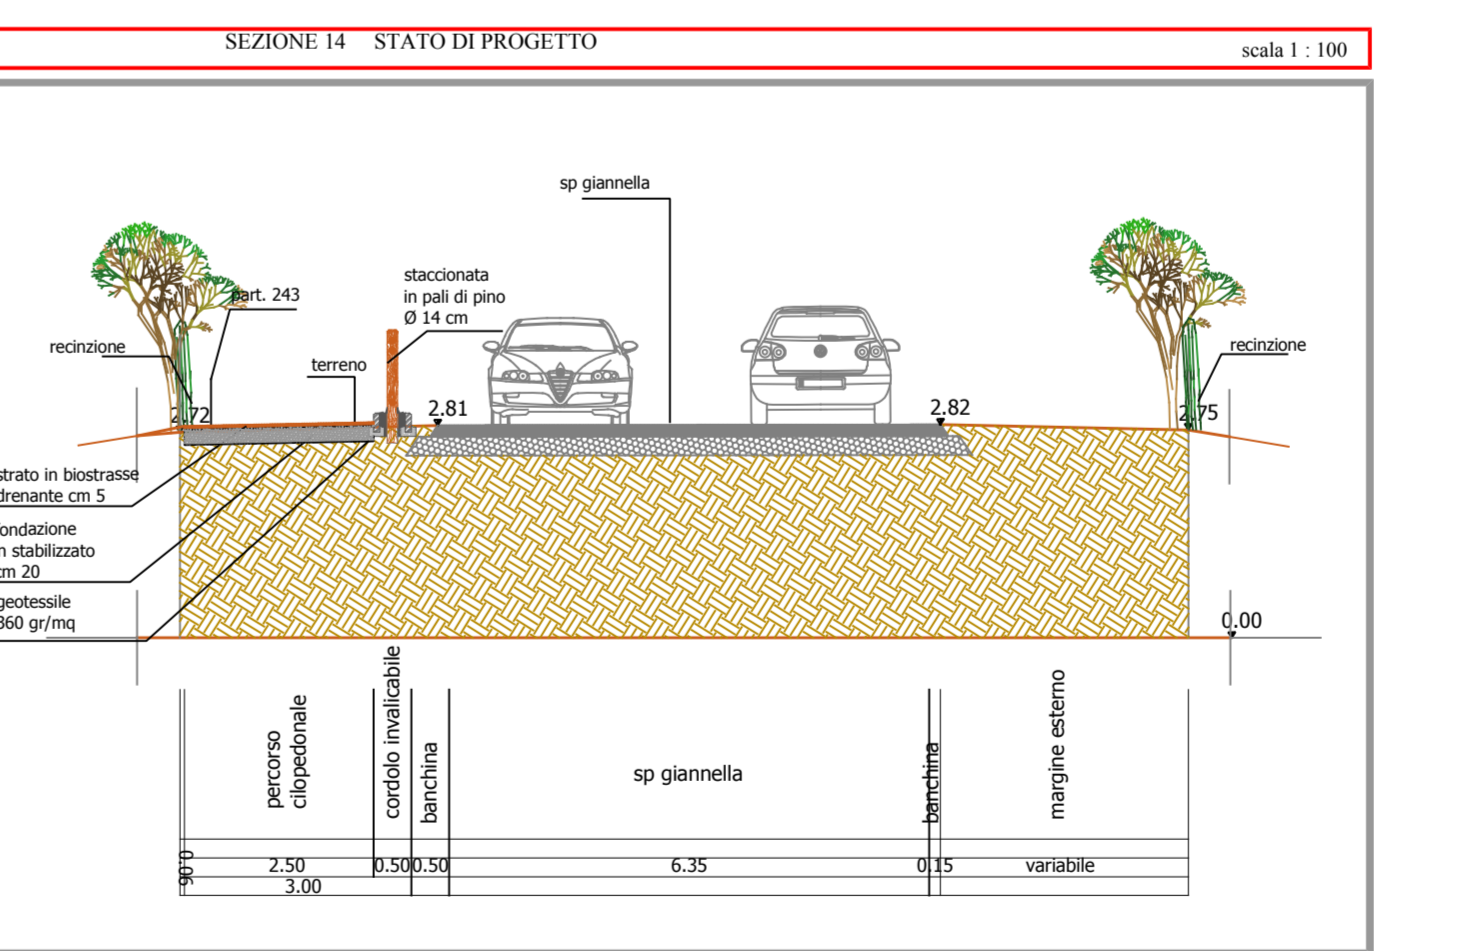 SEZIONE 14 STATO DI PROGETTO
scala 1 : 100
sp giannella
staccionata
in pali di pino
Ø 14 cm
part. 243
recinzione
terreno
recinzione
2.72
2.81
2.82
2.75
strato in biostrasse
drenante cm 5
fondazione
n stabilizzato
cm 20
geotessile
360 gr/mq
0.00
percorso
cilopedonale
cordolo invalicabile
banchina
sp giannella
banchina
margine esterno
0.06
2.50
0.50
0.50
6.35
0.15
variabile
3.00